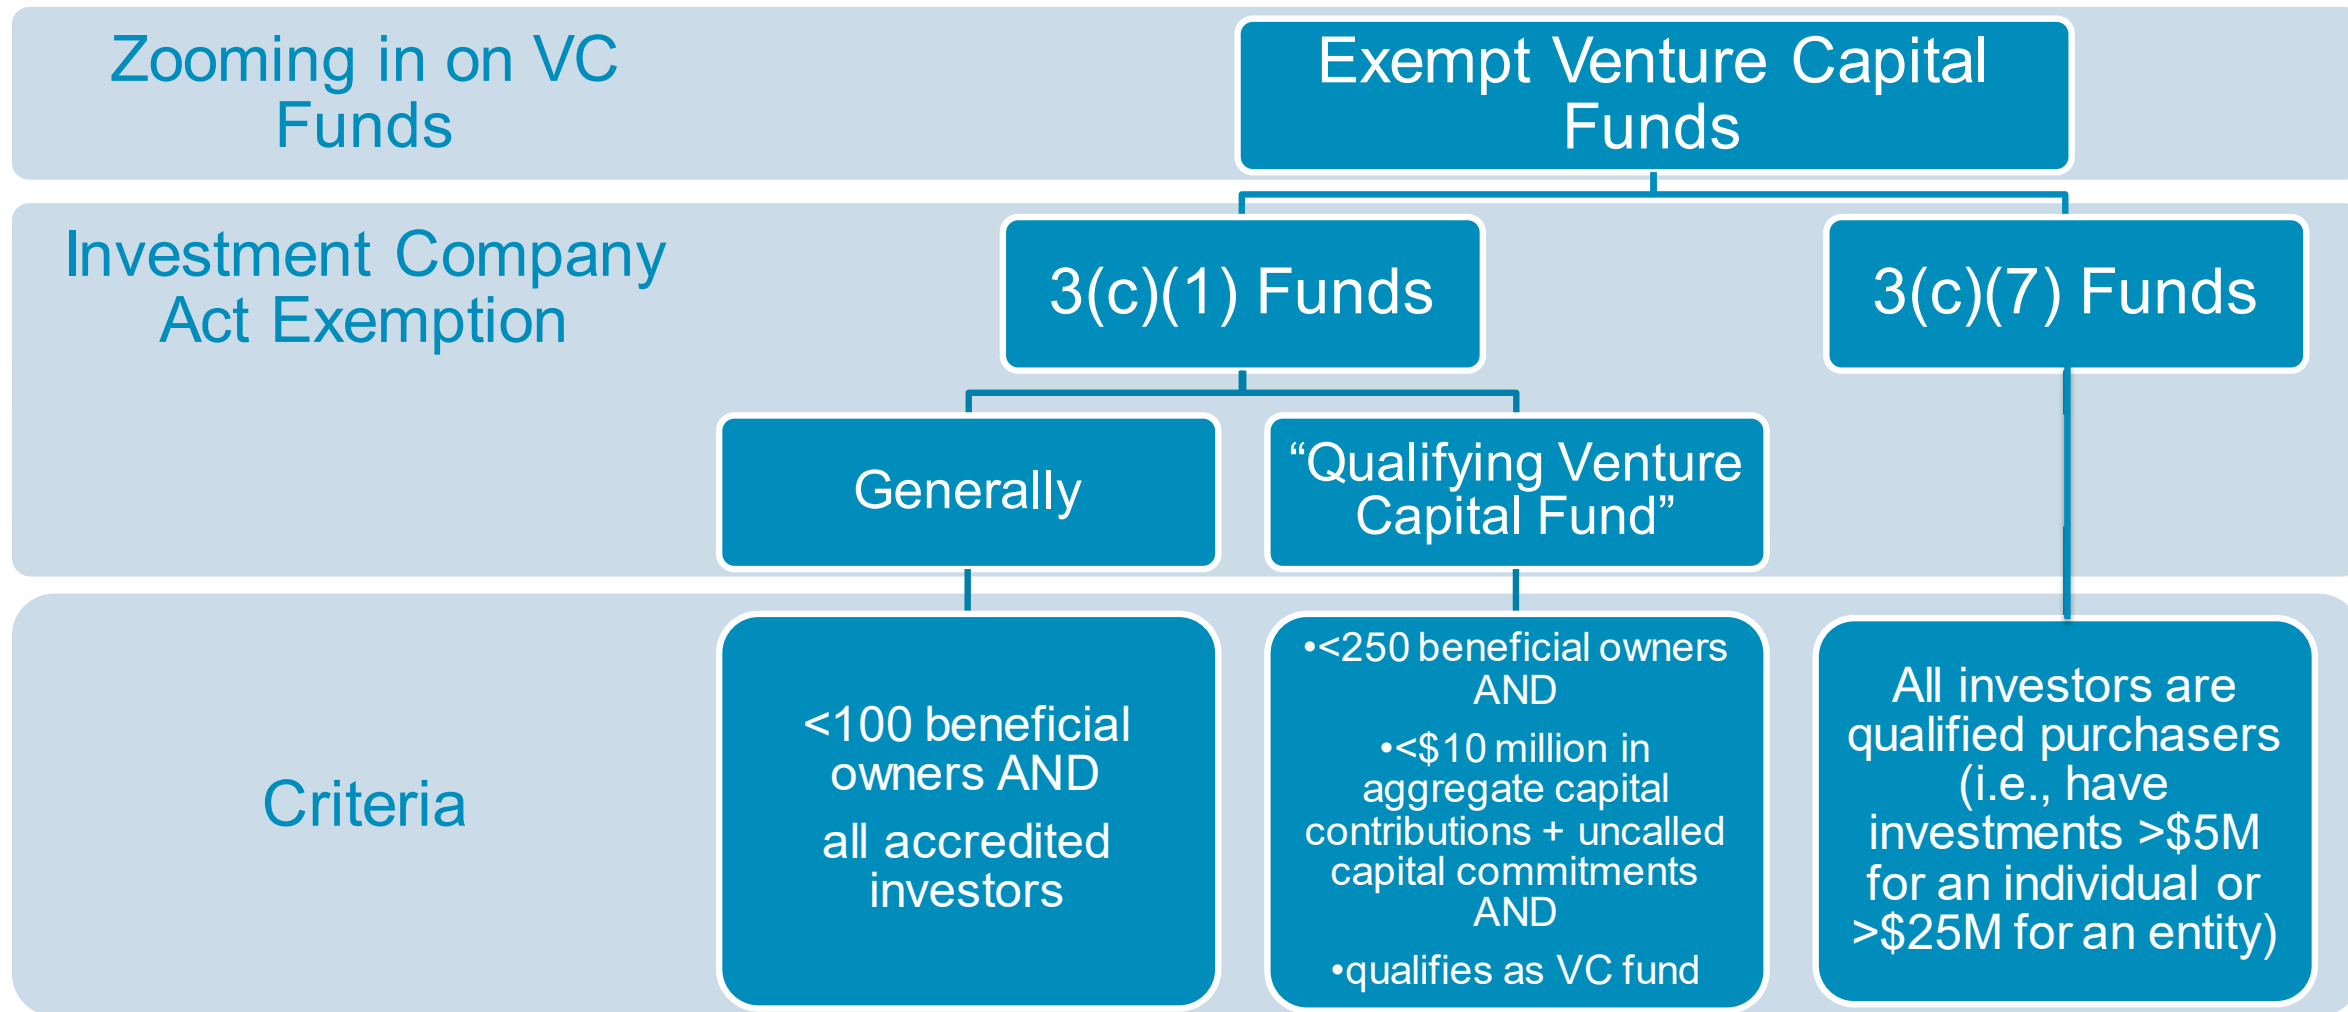 Zooming in on VC
Funds
Exempt Venture Capital
Funds
Investment Company
Act Exemption
3(c)(1) Funds
3(c)(7) Funds
Generally
“Qualifying Venture
Capital Fund”
Criteria
<100 beneficial
owners AND
all accredited
investors
•<250 beneficial owners
AND
•<$10 million in
aggregate capital
contributions + uncalled
capital commitments
AND
•qualifies as VC fund
All investors are
qualified purchasers
(i.e., have
investments >$5M
for an individual or
>$25M for an entity)